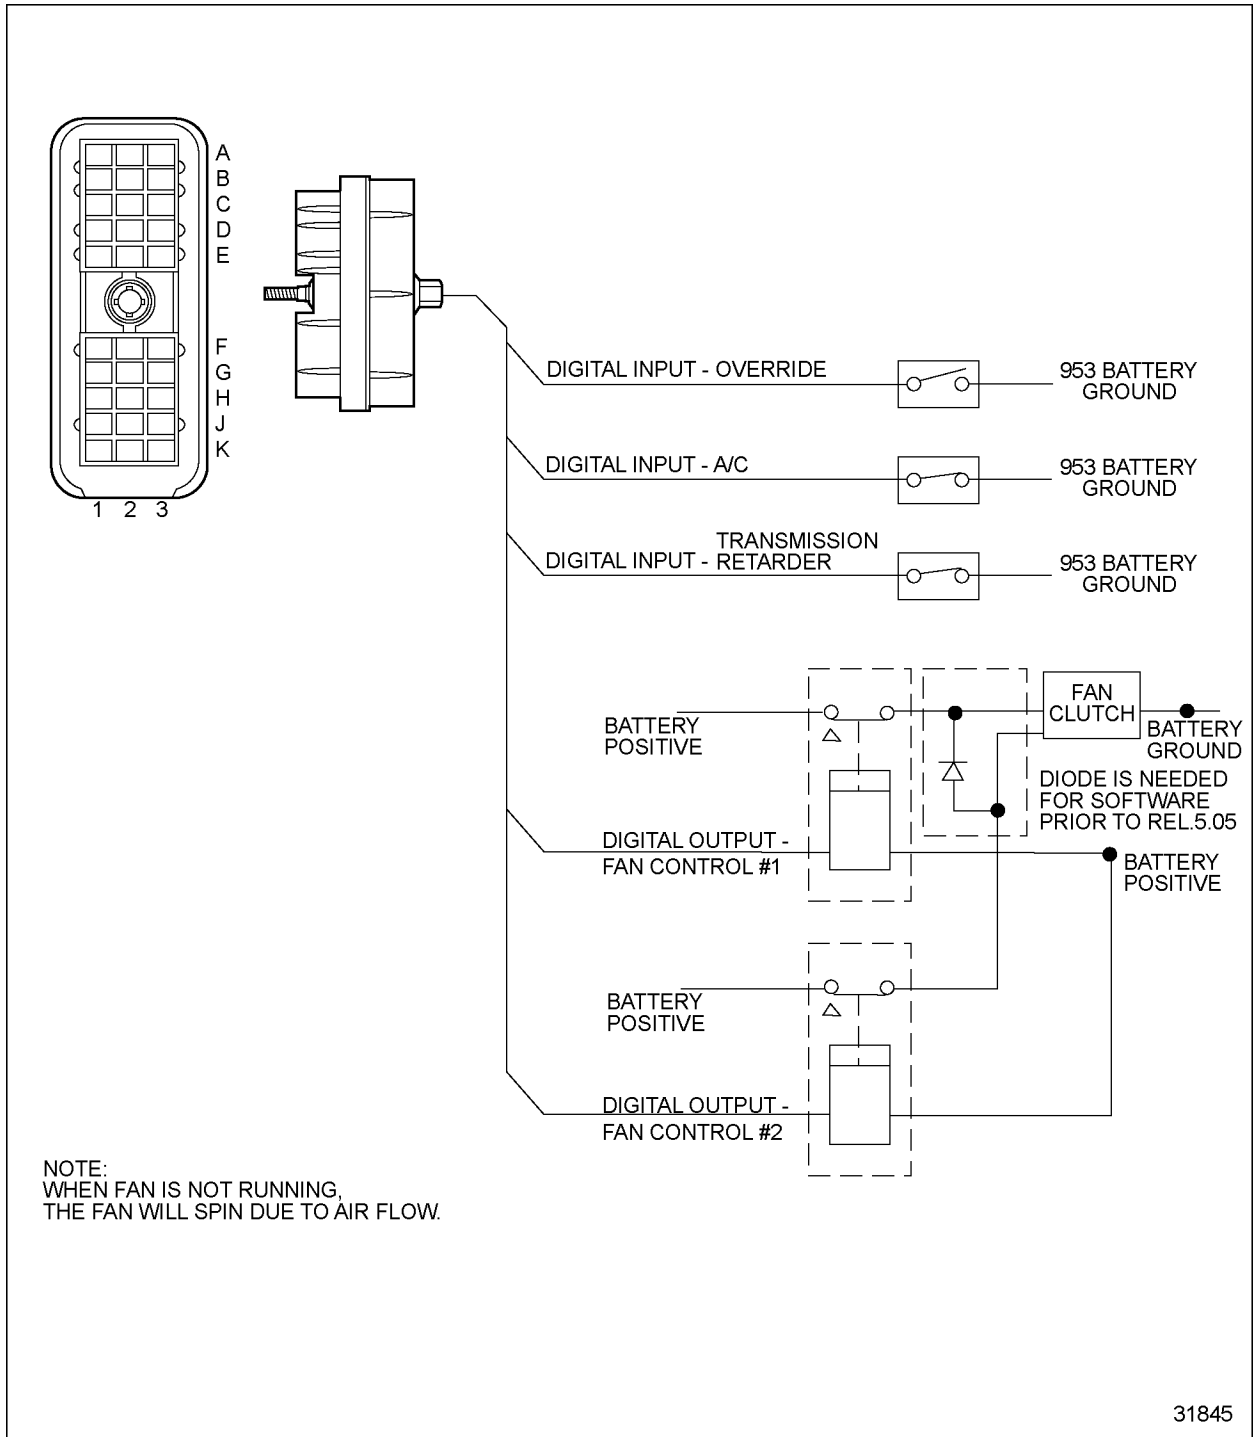 A
B
C
D
E
F
G
H
J
K
1 2 3
DIGITAL INPUT - OVERRIDE
953 BATTERY
GROUND
DIGITAL INPUT - A/C
953 BATTERY
GROUND
TRANSMISSION
DIGITAL INPUT - RETARDER
953 BATTERY
GROUND
BATTERY
POSITIVE
FAN
CLUTCH
BATTERY
GROUND
DIODE IS NEEDED
FOR SOFTWARE
PRIOR TO REL.5.05
DIGITAL OUTPUT -
FAN CONTROL #1
BATTERY
POSITIVE
BATTERY
POSITIVE
DIGITAL OUTPUT -
FAN CONTROL #2
NOTE:
WHEN FAN IS NOT RUNNING,
THE FAN WILL SPIN DUE TO AIR FLOW.
31845